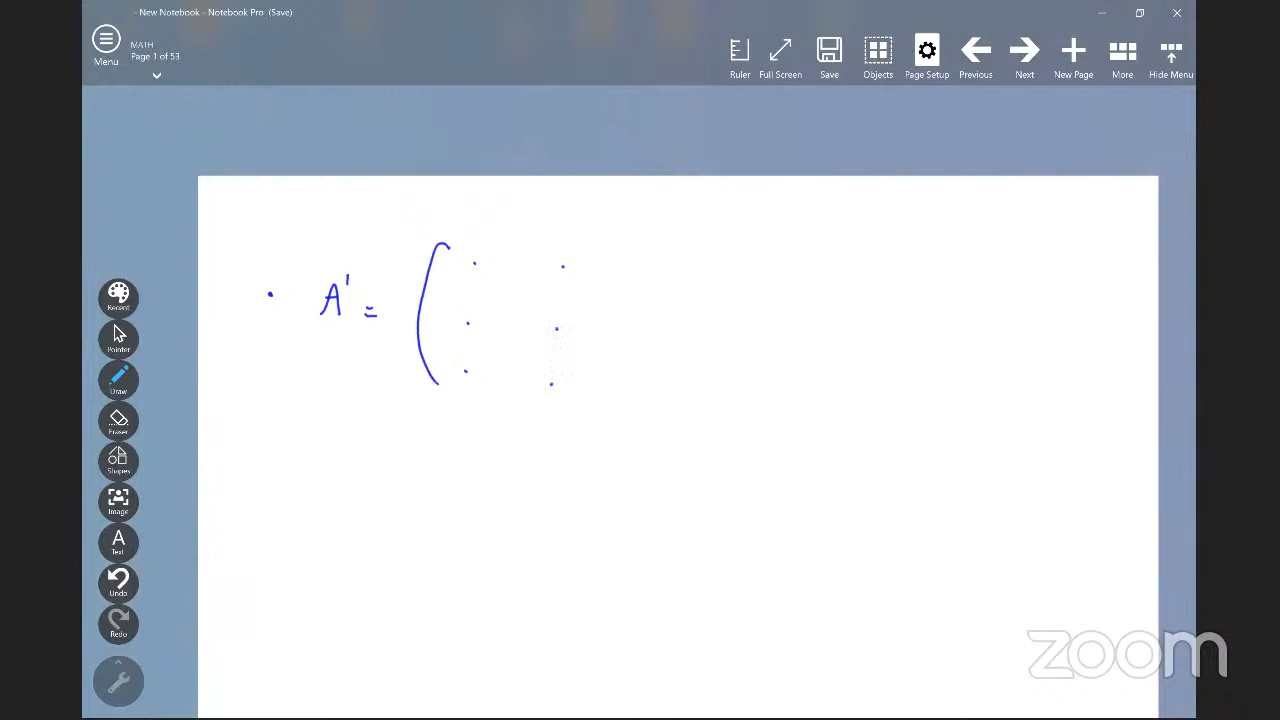 - New Notebook - Notebook Pro (Save)
Menu
MATH
Page 1 of 53
Ruler
Full Screen
Save
Objects
Page Setup
Previous
Next
New Page
More
Hide Menu
· A' = (
Recent
Pointer
Draw
Eraser
Shapes
Image
A
Text
Undo
Redo
zoom